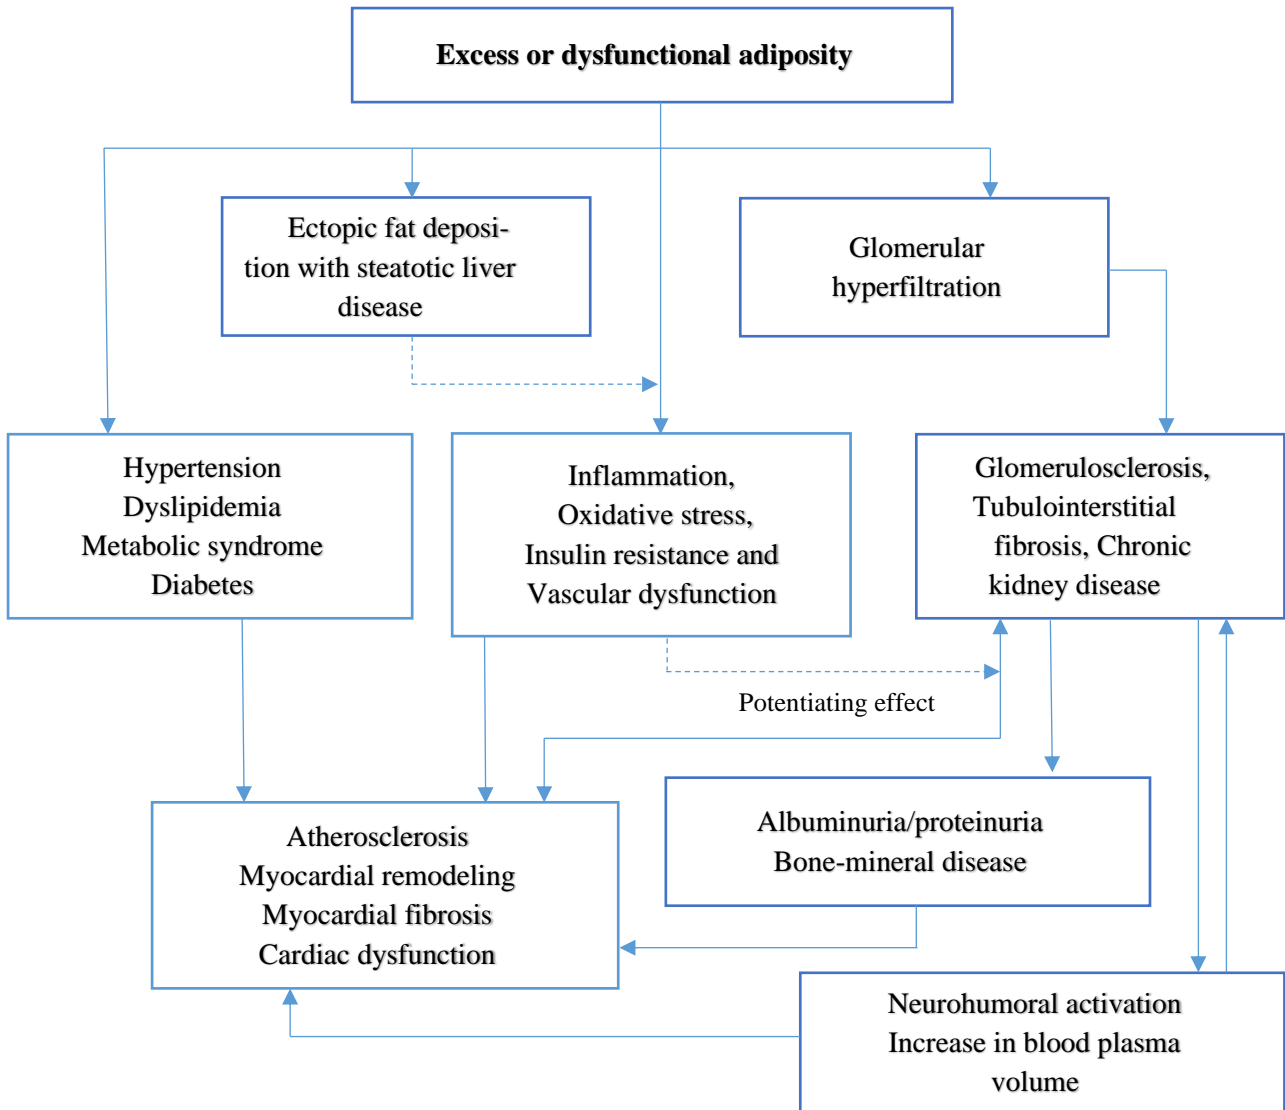 Excess or dysfunctional adiposity
Ectopic fat deposi-
tion with steatotic liver
disease
Glomerular
hyperfiltration
Hypertension
Dyslipidemia
Metabolic syndrome
Diabetes
Inflammation,
Oxidative stress,
Insulin resistance and
Vascular dysfunction
Glomerulosclerosis,
Tubulointerstitial
fibrosis, Chronic
kidney disease
Potentiating effect
Atherosclerosis
Myocardial remodeling
Myocardial fibrosis
Cardiac dysfunction
Albuminuria/proteinuria
Bone-mineral disease
Neurohumoral activation
Increase in blood plasma
volume